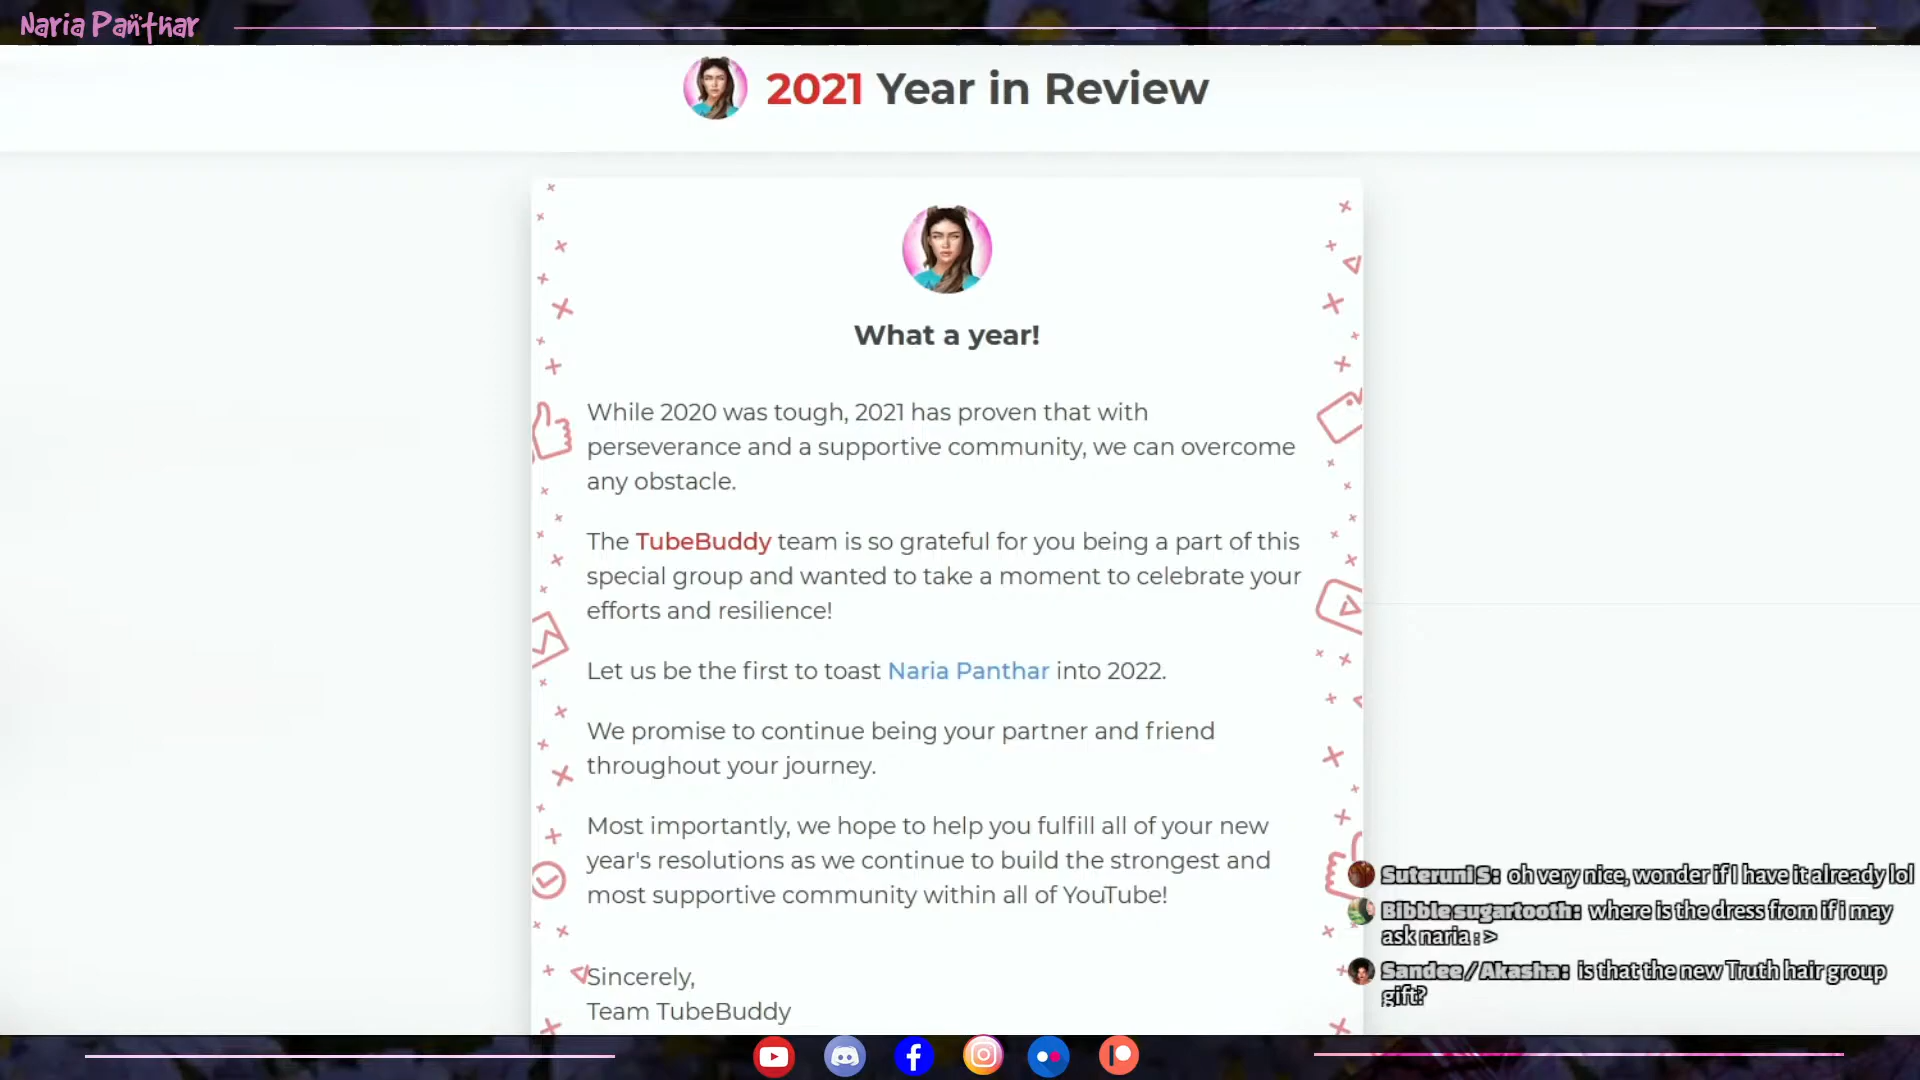 Naria Panthar
2021 Year in Review
What a year!
While 2020 was tough, 2021 has proven that with
perseverance and a supportive community, we can overcome
any obstacle.
The TubeBuddy team is so grateful for you being a part of this
special group and wanted to take a moment to celebrate your
efforts and resilience!
Let us be the first to toast Naria Panthar into 2022.
We promise to continue being your partner and friend
throughout your journey.
Most importantly, we hope to help you fulfill all of your new
year's resolutions as we continue to build the strongest and
most supportive community within all of YouTube!
Sincerely,
Team TubeBuddy
Suteruni S: oh very nice, wonder if I have it already lol
Bibble sugartooth: where is the dress from if i may
ask naria : >
Sandee / Akasha: is that the new Truth hair group
gift?